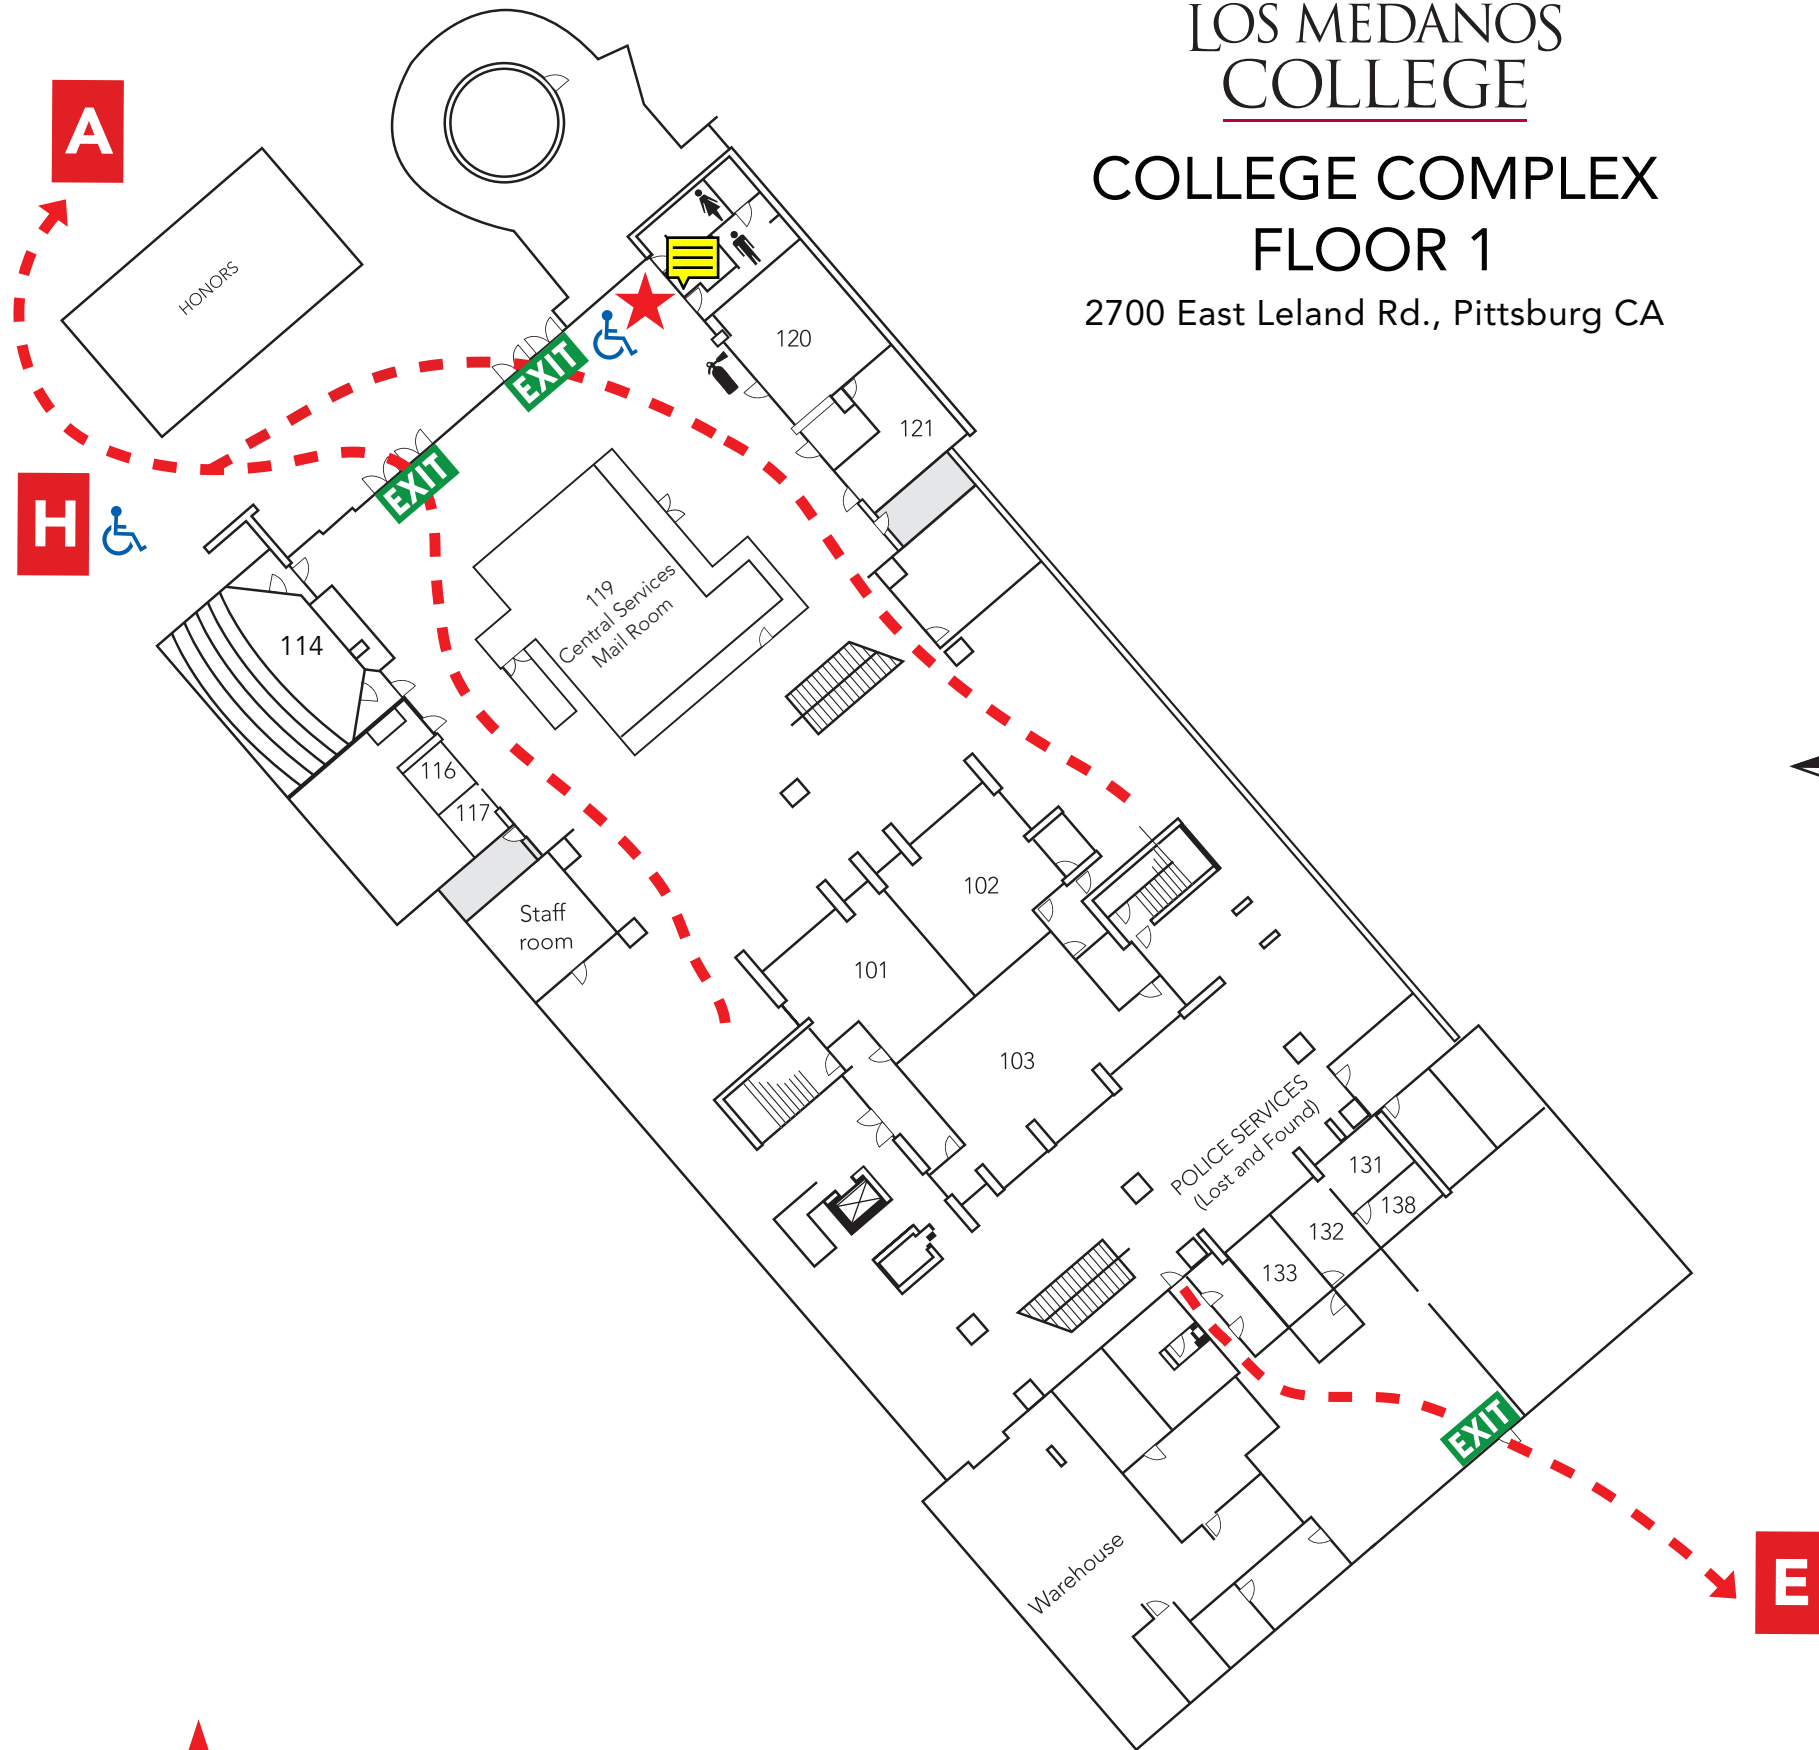 LOS MEDANOS
COLLEGE
COLLEGE COMPLEX
FLOOR 1
2700 East Leland Rd., Pittsburg CA
A
HONORS
120
EXIT
121
EXIT
H
119
Central Services
Mail Room
114
116
117
Staff
room
102
101
103
POLICE SERVICES
(Lost and Found)
131
138
132
133
EXIT
Warehouse
E